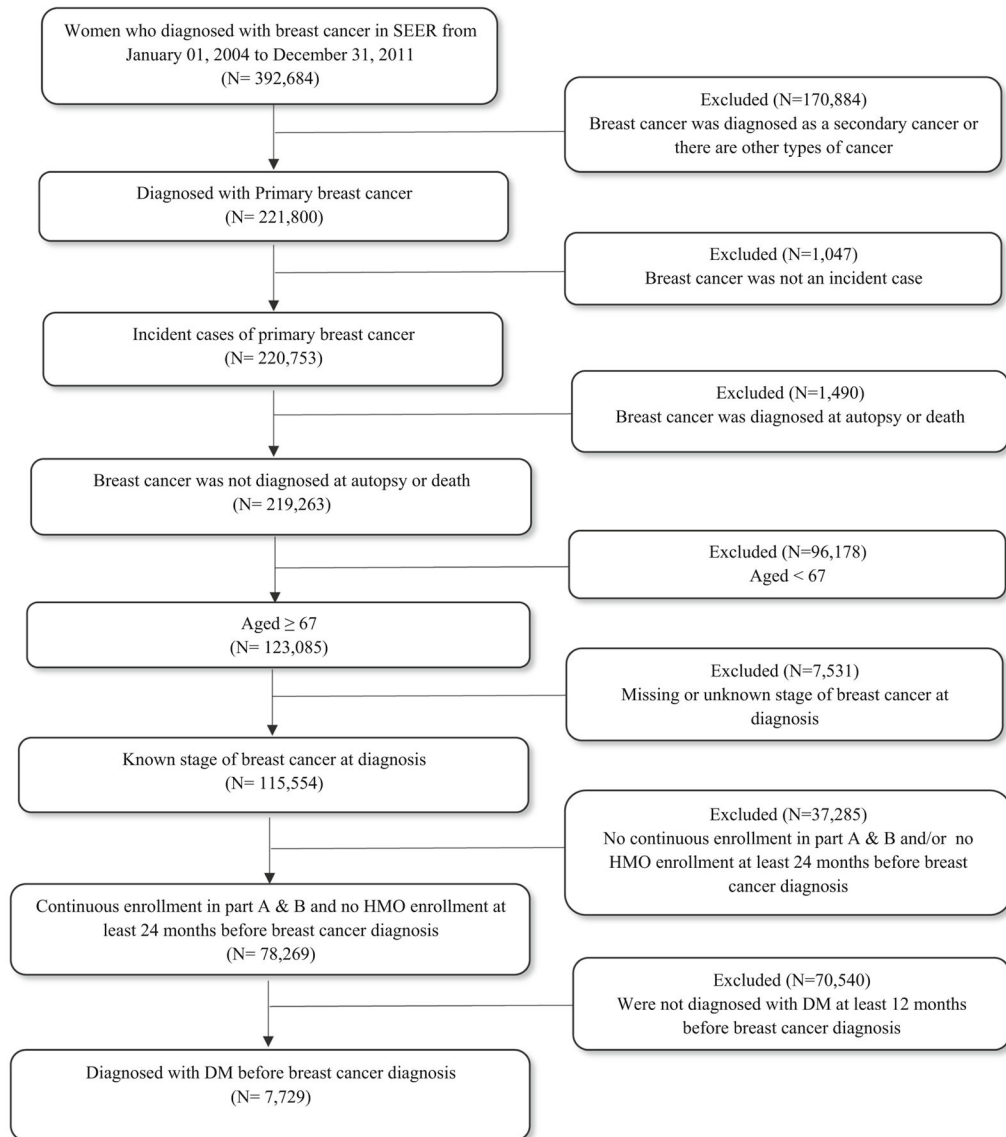 Women who diagnosed with breast cancer in SEER from
January 01, 2004 to December 31, 2011
(N= 392,684)
Excluded (N=170,884)
Breast cancer was diagnosed as a secondary cancer or
there are other types of cancer
Diagnosed with Primary breast cancer
(N= 221,800)
Excluded (N=1,047)
Breast cancer was not an incident case
Incident cases of primary breast cancer
(N= 220,753)
Excluded (N=1,490)
Breast cancer was diagnosed at autopsy or death
Breast cancer was not diagnosed at autopsy or death
(N= 219,263)
Excluded (N=96,178)
Aged < 67
Aged ≥ 67
(N= 123,085)
Excluded (N=7,531)
Missing or unknown stage of breast cancer at
diagnosis
Known stage of breast cancer at diagnosis
(N= 115,554)
Excluded (N=37,285)
No continuous enrollment in part A & B and/or no
HMO enrollment at least 24 months before breast
cancer diagnosis
Continuous enrollment in part A & B and no HMO enrollment at
least 24 months before breast cancer diagnosis
(N= 78,269)
Excluded (N=70,540)
Were not diagnosed with DM at least 12 months
before breast cancer diagnosis
Diagnosed with DM before breast cancer diagnosis
(N= 7,729)